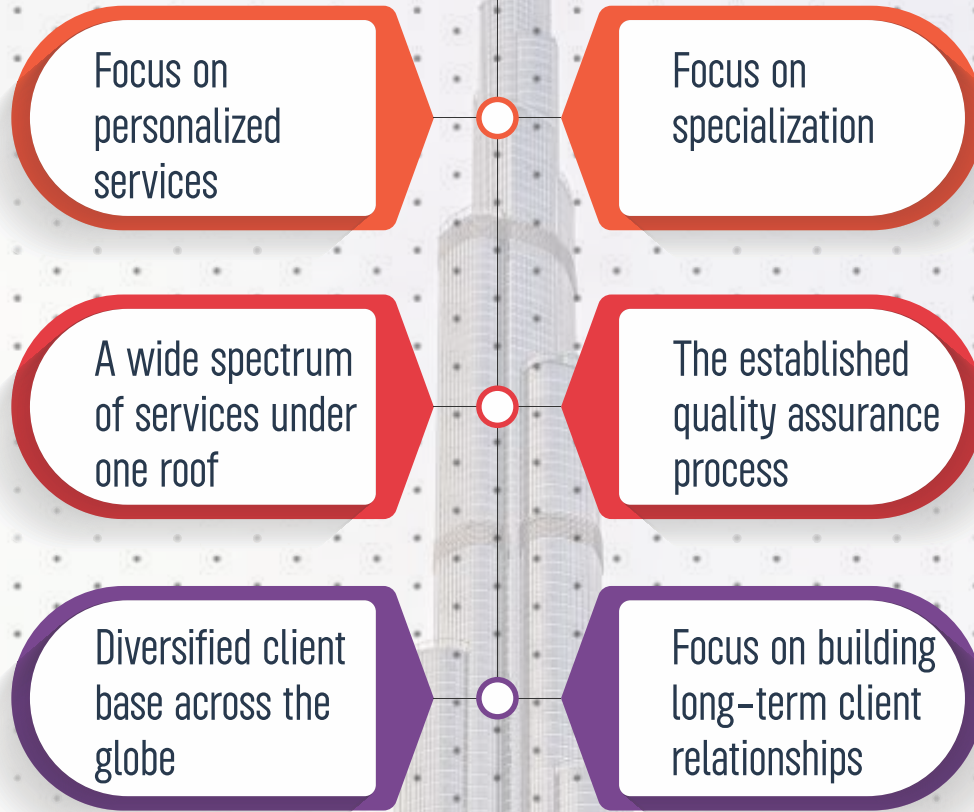 Focus on
personalized
services
Focus on
specialization
A wide spectrum
of services under
one roof
The established
quality assurance
process
Diversified client
base across the
globe
Focus on building
long-term client
relationships